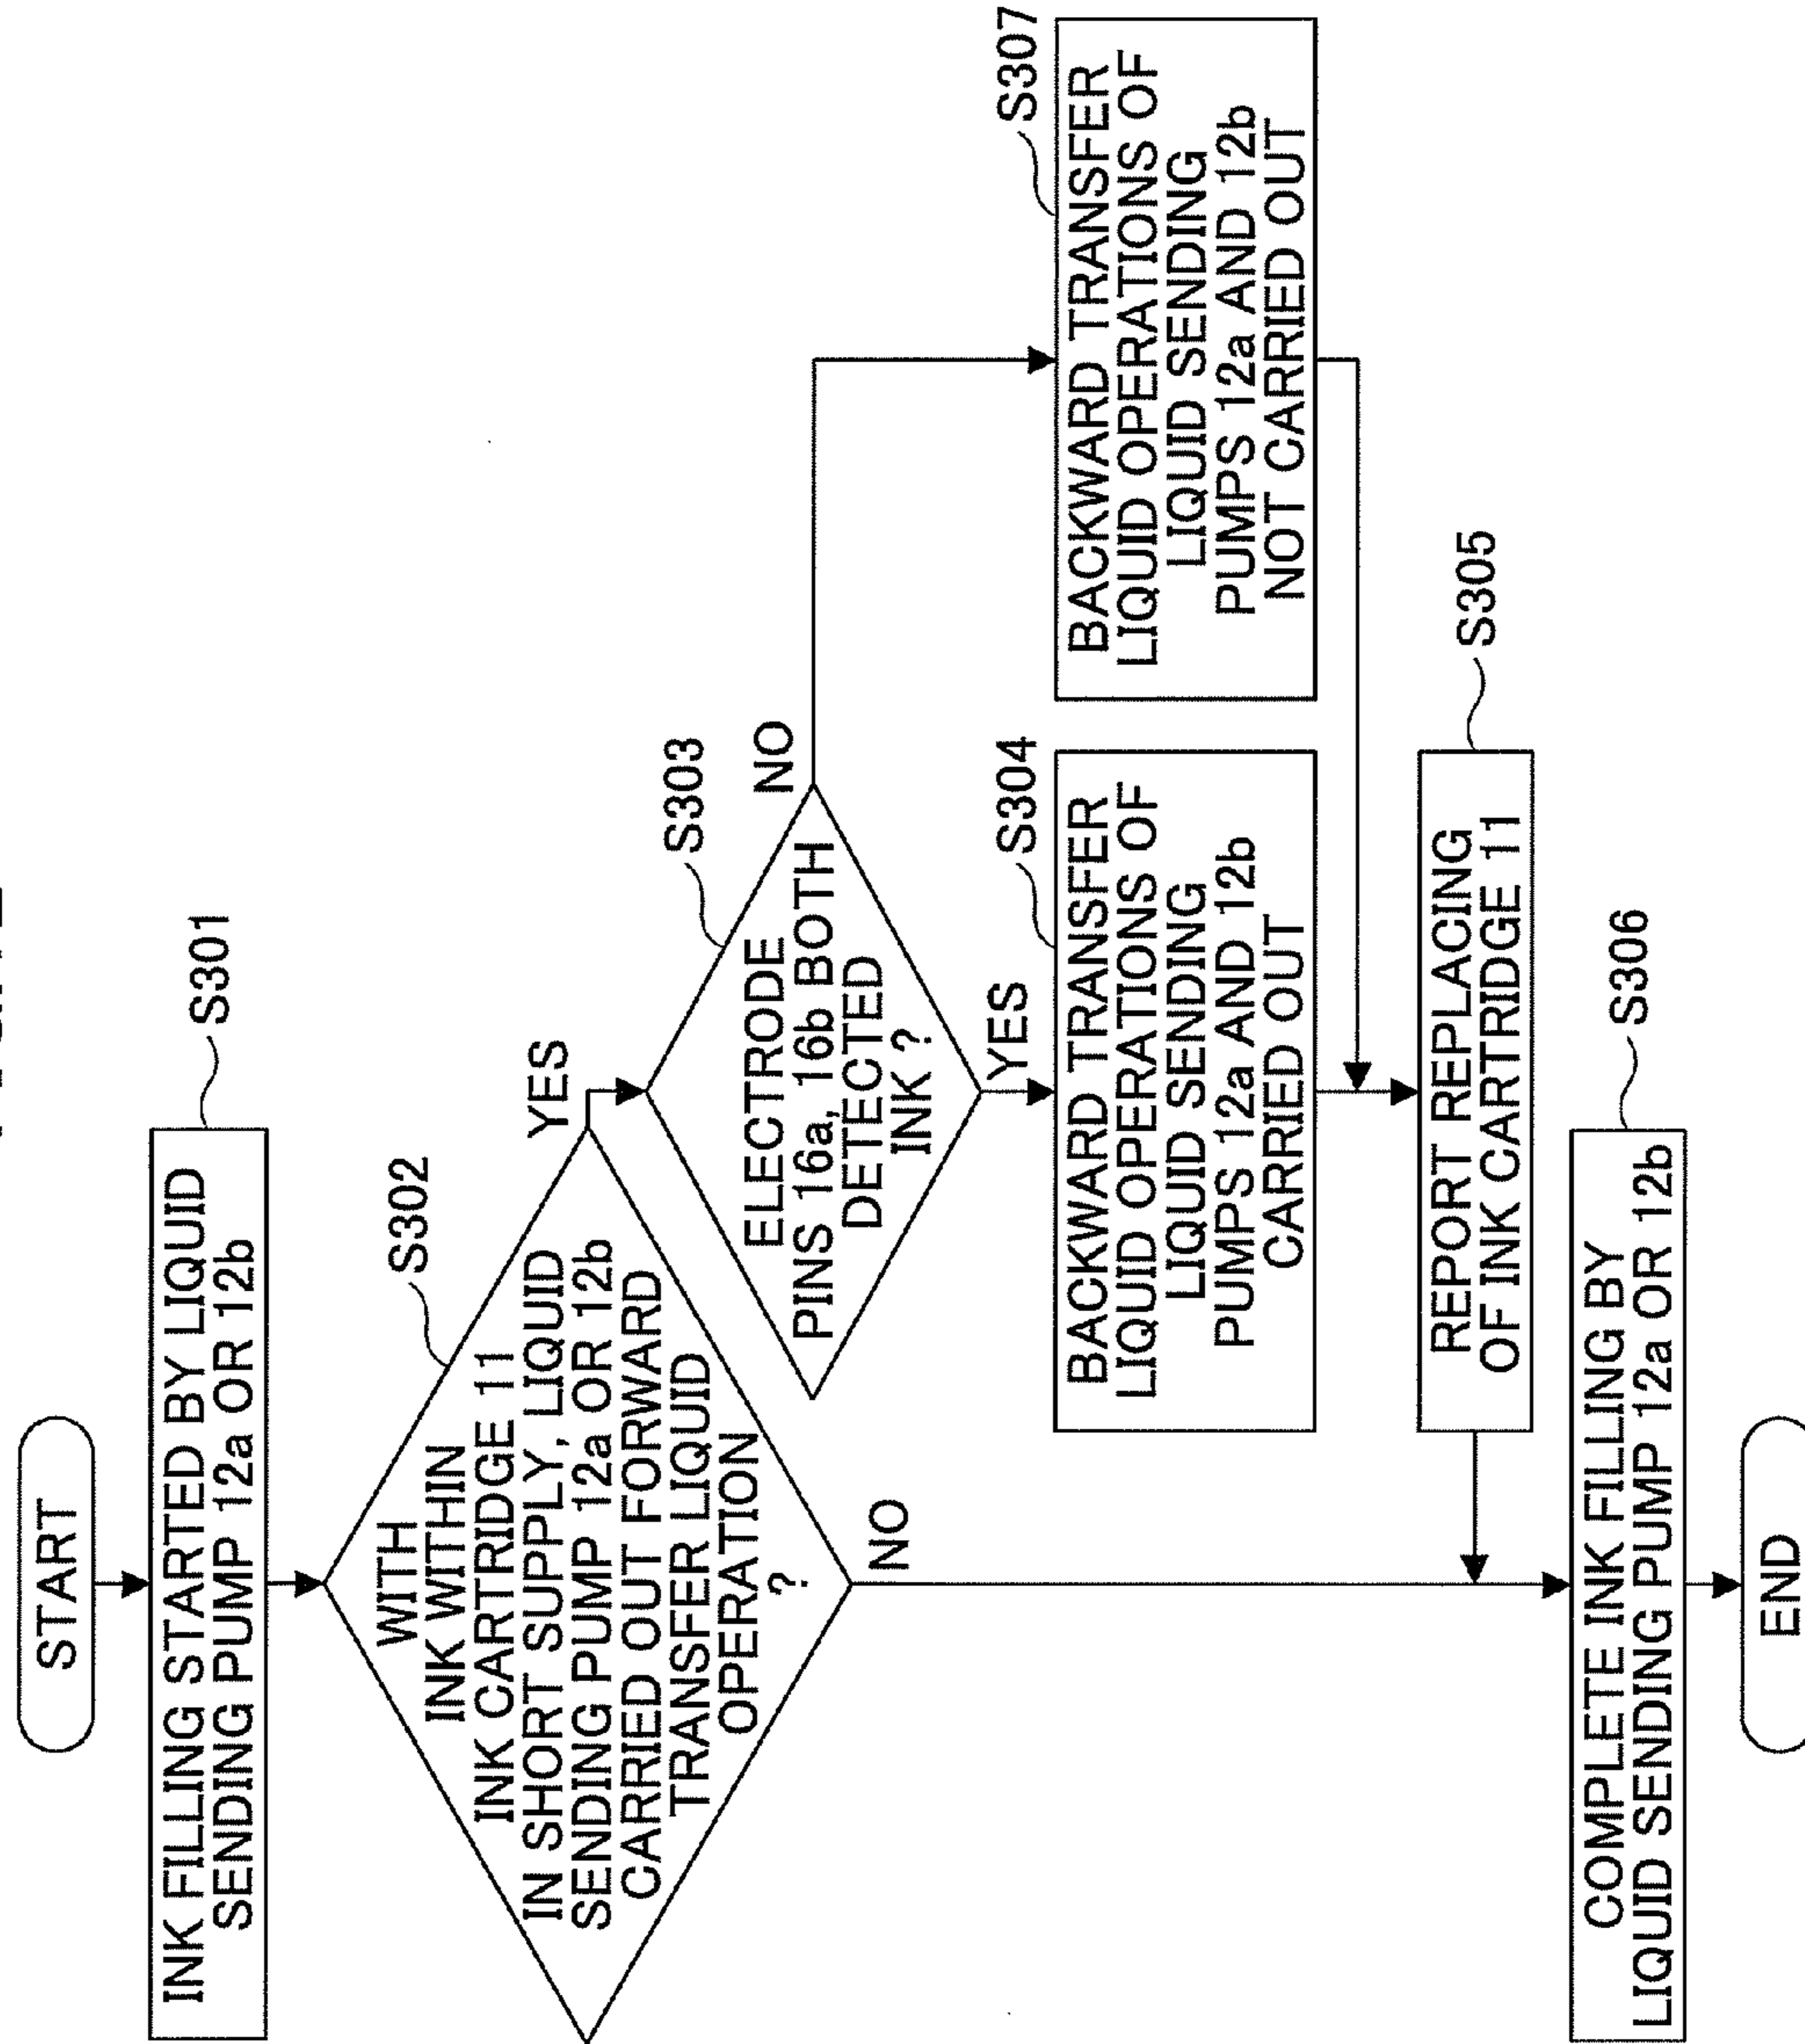 START
INK FILLING STARTED BY LIQUID
SENDING PUMP 12a OR 12b
S301
WITH
INK WITHIN
INK CARTRIDGE 11
IN SHORT SUPPLY, LIQUID
SENDING PUMP 12a OR 12b
CARRIED OUT FORWARD
TRANSFER LIQUID
OPERATION
?
S302
YES
NO
ELECTRODE
PINS 16a, 16b BOTH
DETECTED
INK ?
S303
NO
YES
BACKWARD TRANSFER
LIQUID OPERATIONS OF
LIQUID SENDING
PUMPS 12a AND 12b
CARRIED OUT
S304
BACKWARD TRANSFER
LIQUID OPERATIONS OF
LIQUID SENDING
PUMPS 12a AND 12b
NOT CARRIED OUT
S307
REPORT REPLACING
OF INK CARTRIDGE 11
S305
COMPLETE INK FILLING BY
LIQUID SENDING PUMP 12a OR 12b
S306
END